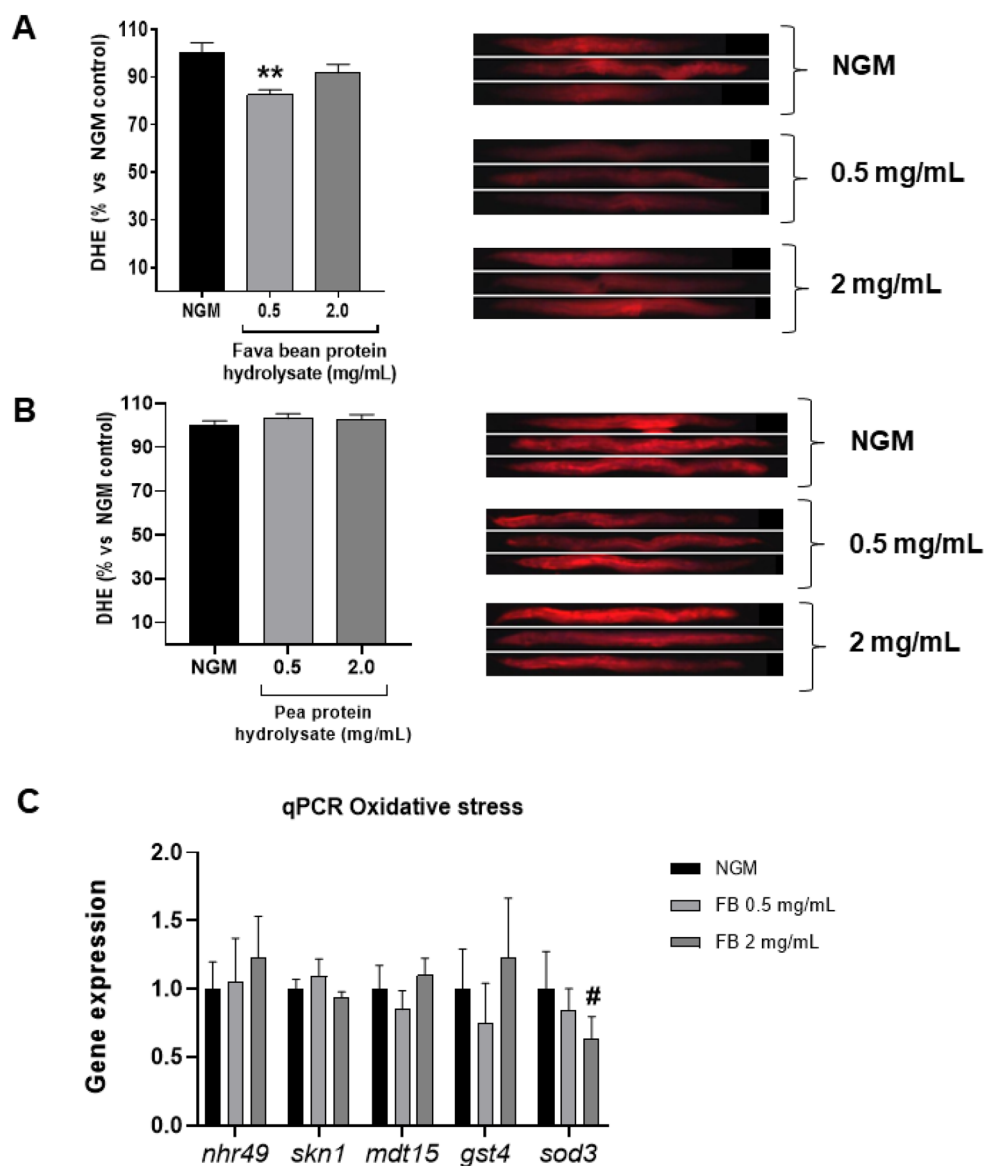 A
DHE (% vs NGM control)
110
90
70
50
30
10
**
NGM 0.5 2.0
Fava bean protein
hydrolysate (mg/mL)
NGM
0.5 mg/mL
2 mg/mL
B
DHE (% vs NGM control)
110
90
70
50
30
10
NGM 0.5 2.0
Pea protein
hydrolysate (mg/mL)
NGM
0.5 mg/mL
2 mg/mL
C
qPCR Oxidative stress
Gene expression
2.0
1.5
1.0
0.5
0.0
#
nhr49 skn1 mdt15 gst4 sod3
NGM
FB 0.5 mg/mL
FB 2 mg/mL